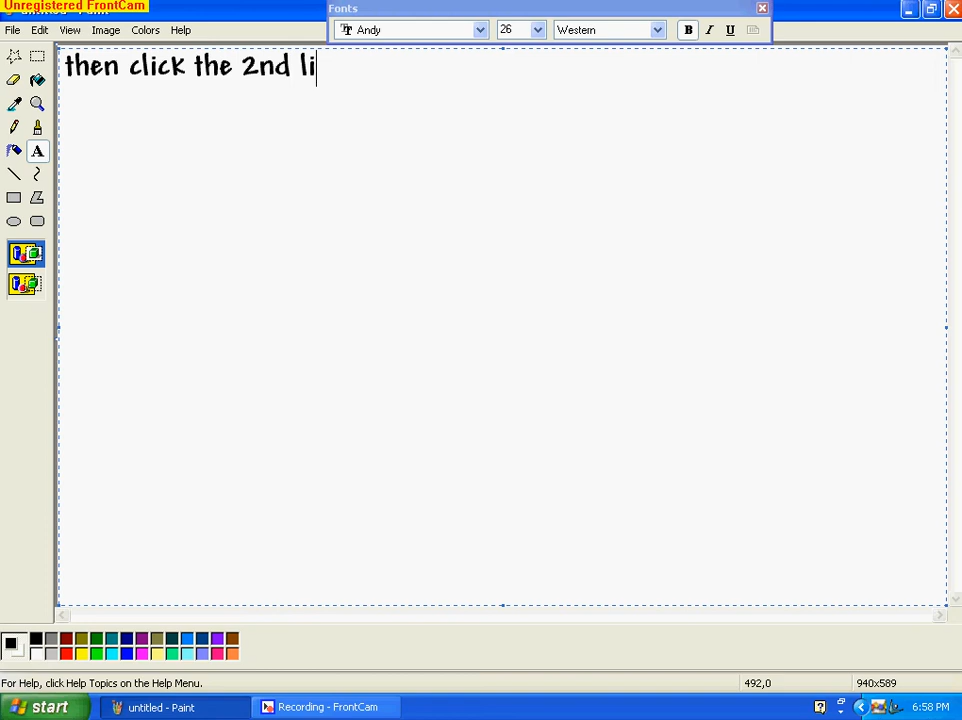 Unregistered FrontCam
Fonts
File Edit View Image Colors Help
Andy 26 Western B I U
then click the 2nd li
A
For Help, click Help Topics on the Help Menu.
492,0
940x589
start
untitled - Paint
Recording - FrontCam
6:58 PM